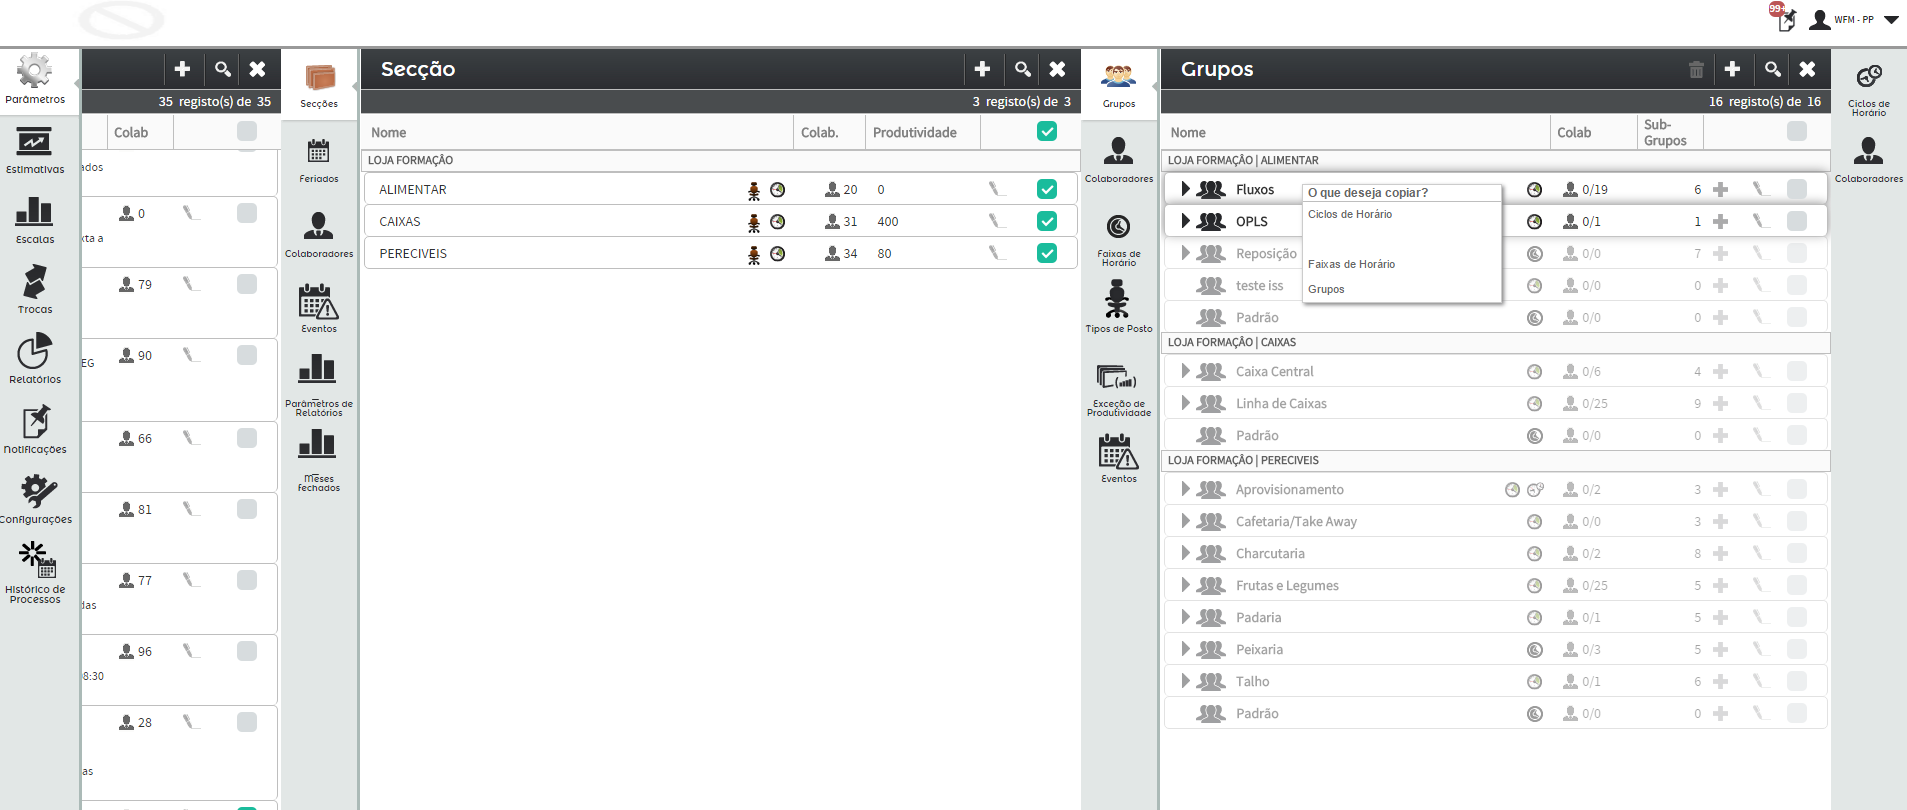 99+
WFM - PP
Parâmetros
Estimativas
Escalas
Trocas
Relatórios
Notificações
Configurações
Histórico de
Processos
35 registo(s) de 35
Colab
ados
0
xta a
79
90
EG
66
81
77
das
96
8:30
28
as
Secções
Feriados
Colaboradores
Eventos
Parâmetros de
Relatórios
Meses
fechados
Secção
3 registo(s) de 3
Nome Colab. Produtividade
LOJA FORMAÇÂO
ALIMENTAR 20 0
CAIXAS 31 400
PERECIVEIS 34 80
Grupos
Colaboradores
Faixas de
Horário
Tipos de Posto
Exceção de
Produtividade
Eventos
Grupos
16 registo(s) de 16
Nome Colab Sub-
Grupos
LOJA FORMAÇÂO | ALIMENTAR
Fluxos 0/19 6
OPLS 0/1 1
Reposição 0/0 7
teste iss 0/0 0
Padrão 0/0 0
O que deseja copiar?
Ciclos de Horário
Faixas de Horário
Grupos
LOJA FORMAÇÂO | CAIXAS
Caixa Central 0/6 4
Linha de Caixas 0/25 9
Padrão 0/0 0
LOJA FORMAÇÂO | PERECIVEIS
Aprovisionamento 0/2 3
Cafetaria/Take Away 0/0 3
Charcutaria 0/2 8
Frutas e Legumes 0/25 5
Padaria 0/1 5
Peixaria 0/3 5
Talho 0/1 6
Padrão 0/0 0
Ciclos de
Horário
Colaboradores